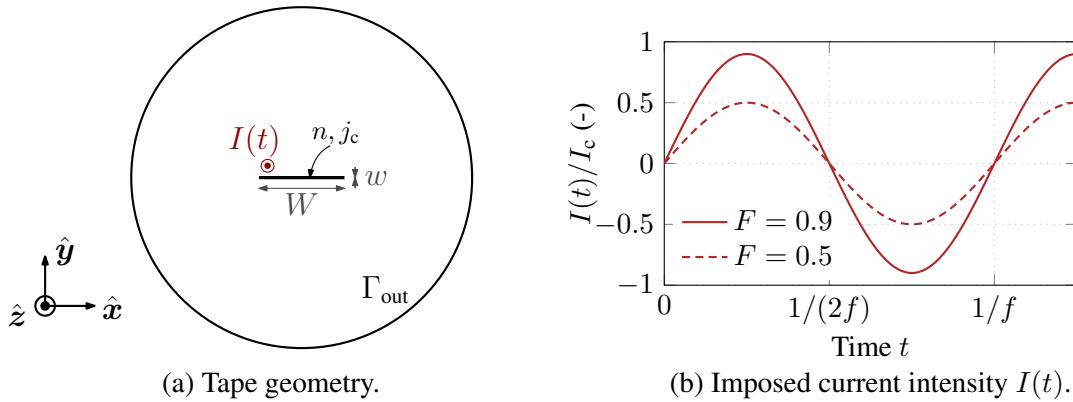 I(t)
n, j_c
w
W
Γ_out
ŷ
ẑ
x̂
(a) Tape geometry.
I(t)/I_c (-)
1
0.5
0
−0.5
−1
F = 0.9
F = 0.5
0
1/(2f)
1/f
Time t
(b) Imposed current intensity I(t).